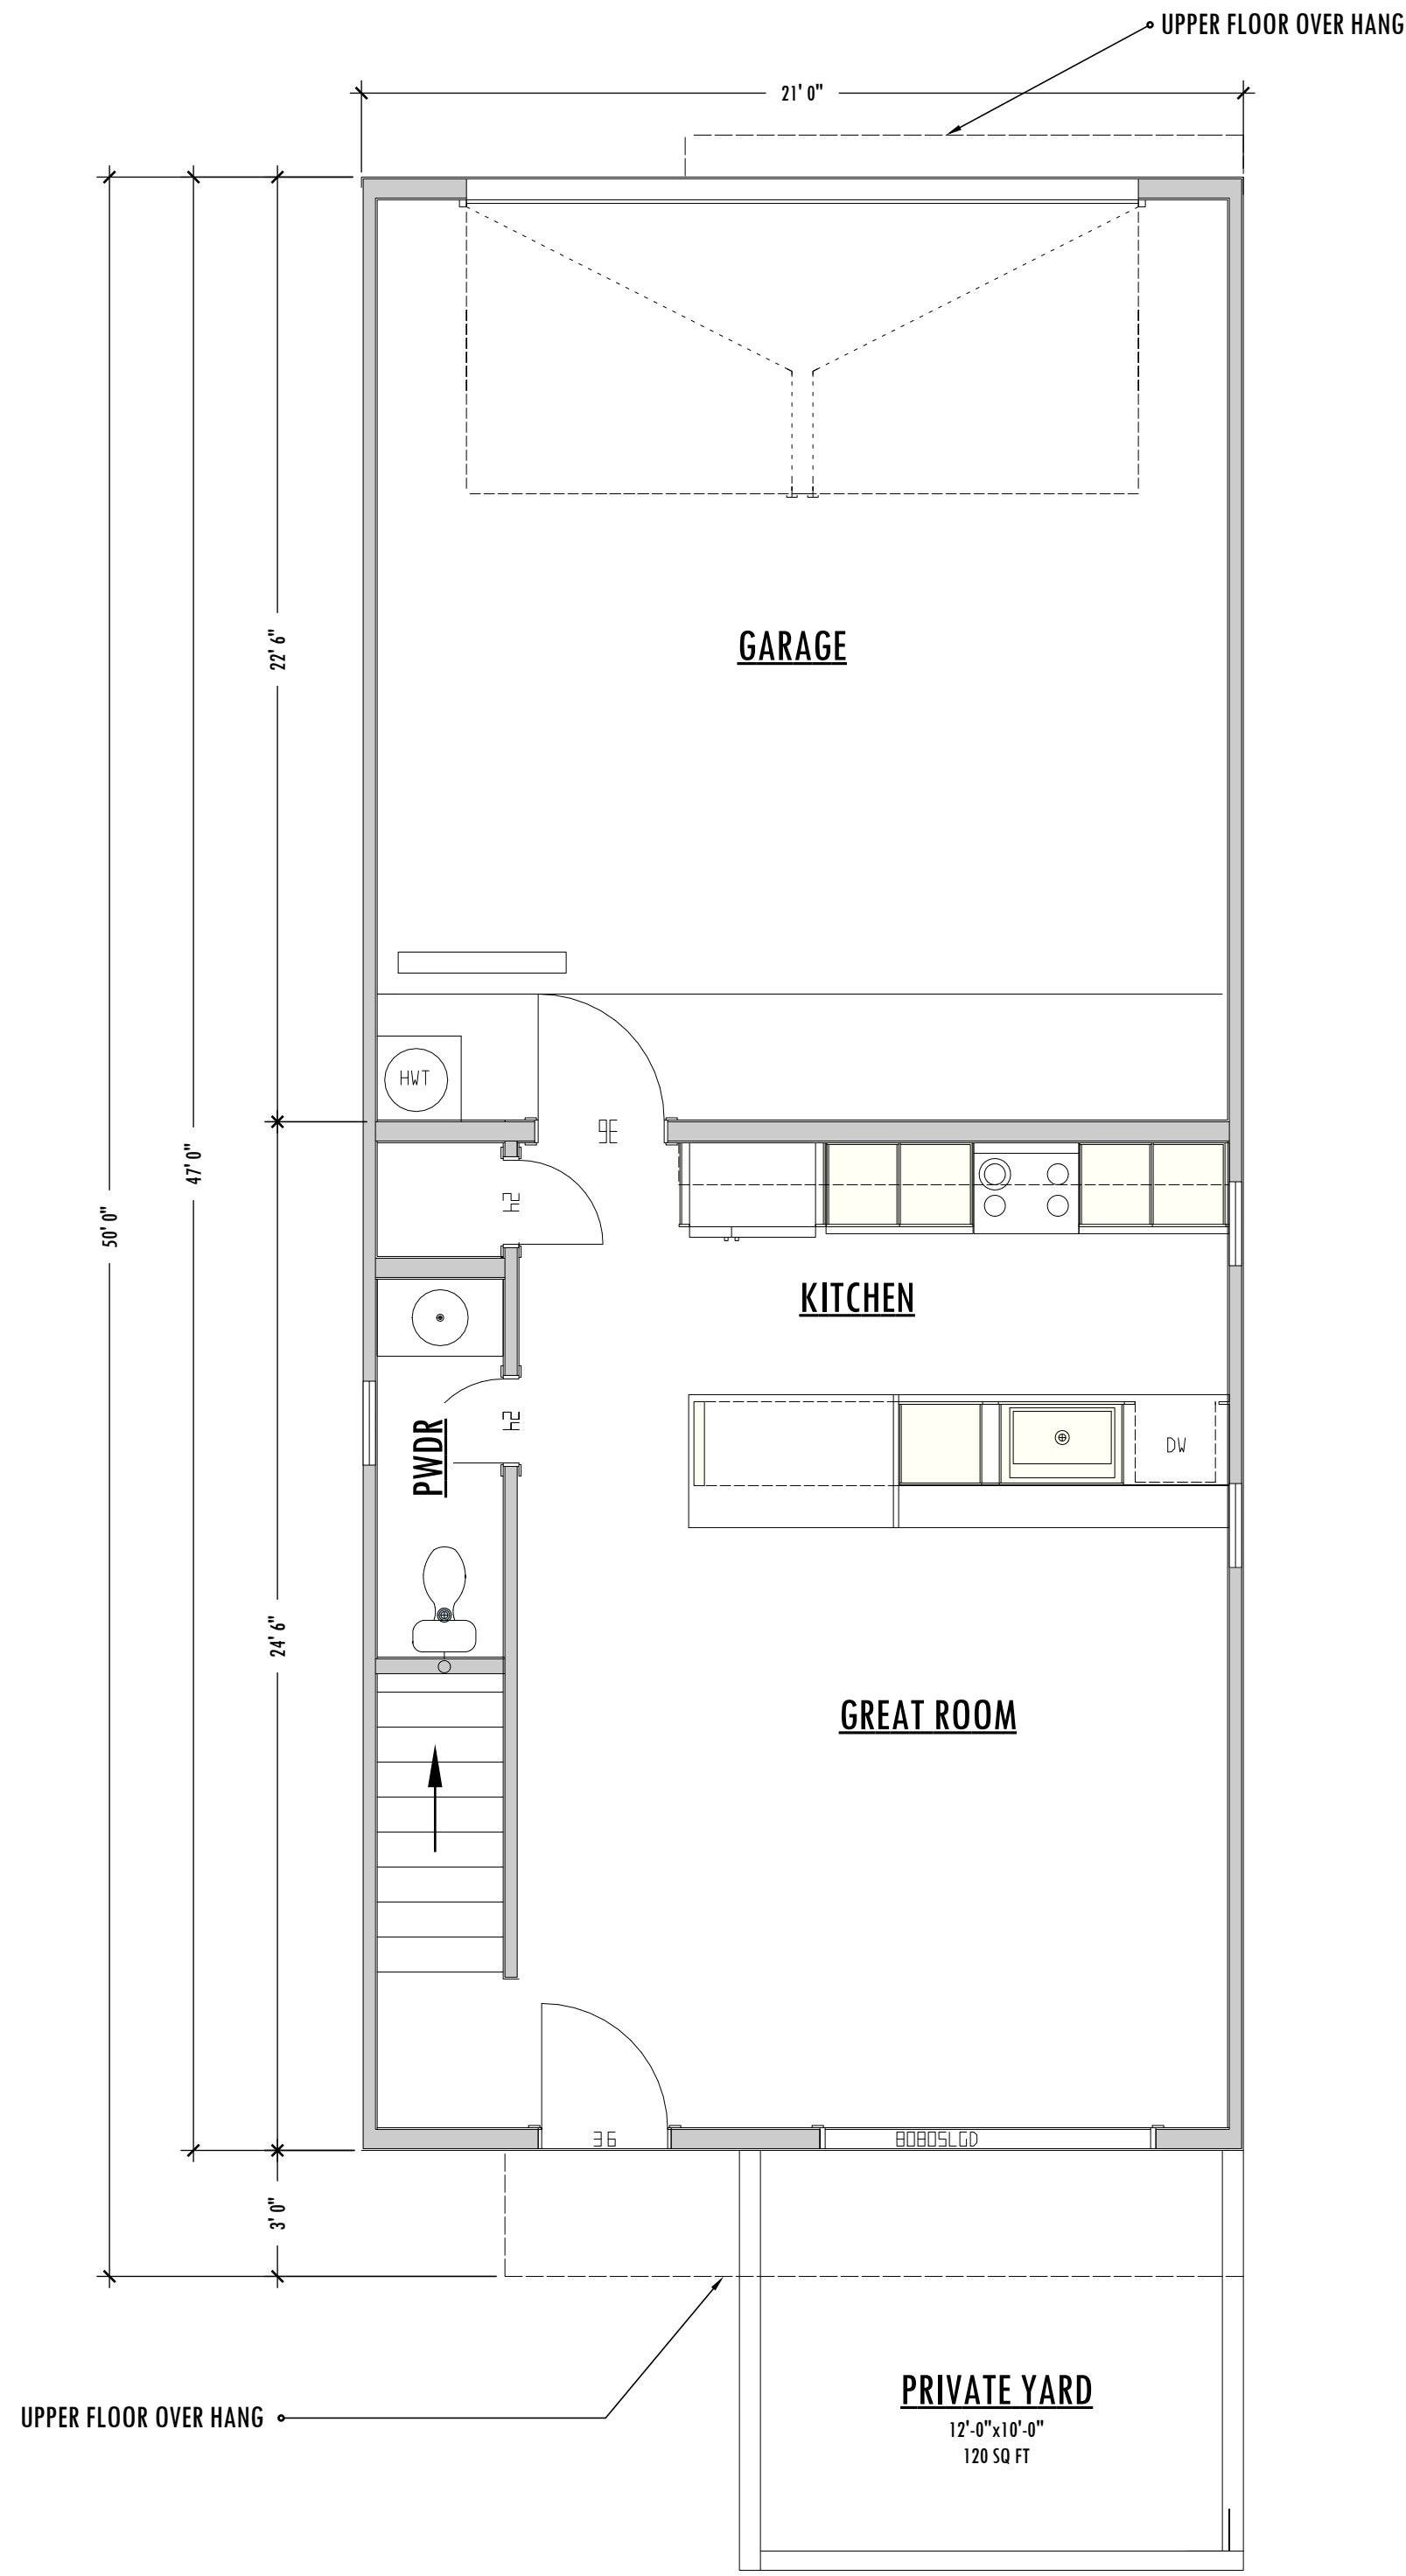 UPPER FLOOR OVER HANG
21' 0"
22' 6"
GARAGE
HWT
36
47' 0"
50' 0"
24
KITCHEN
24
PWDR
DW
24' 6"
GREAT ROOM
36
8080SLGD
3' 0"
PRIVATE YARD
12'-0"x10'-0"
120 SQ FT
UPPER FLOOR OVER HANG